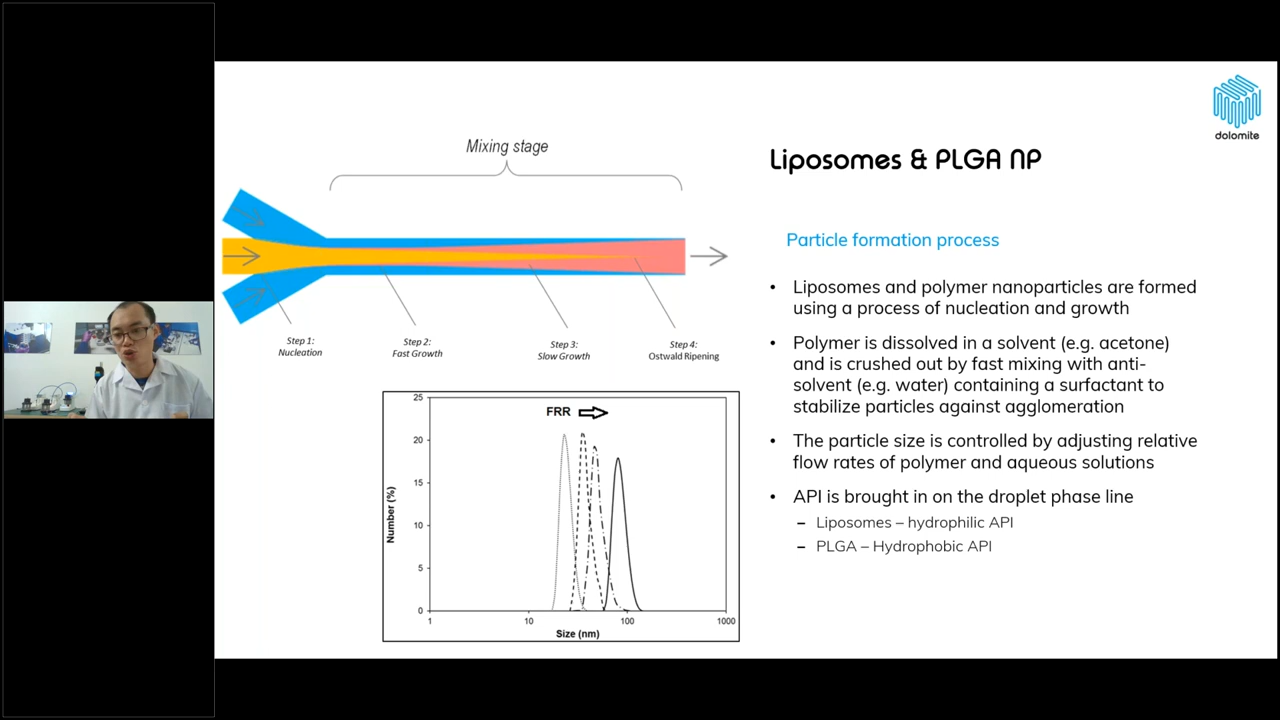 dolomite
Liposomes & PLGA NP
Mixing stage
Step 1:
Nucleation
Step 2:
Fast Growth
Step 3:
Slow Growth
Step 4:
Ostwald Ripening
FRR
25
20
15
10
5
0
Number (%)
1
10
100
1000
Size (nm)
Particle formation process
• Liposomes and polymer nanoparticles are formed
using a process of nucleation and growth
• Polymer is dissolved in a solvent (e.g. acetone)
and is crushed out by fast mixing with anti-
solvent (e.g. water) containing a surfactant to
stabilize particles against agglomeration
• The particle size is controlled by adjusting relative
flow rates of polymer and aqueous solutions
• API is brought in on the droplet phase line
– Liposomes – hydrophilic API
– PLGA – Hydrophobic API